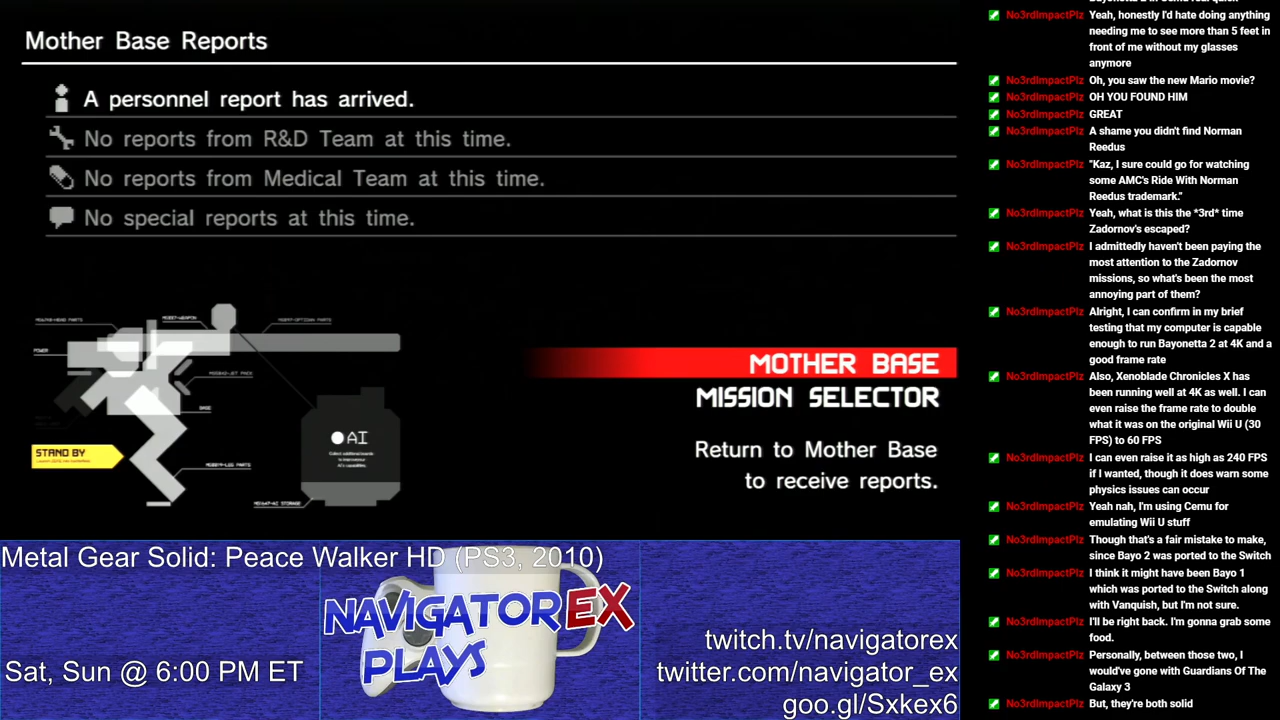 Mother Base Reports
A personnel report has arrived.
No reports from R&D Team at this time.
No reports from Medical Team at this time.
No special reports at this time.
POWER
BASE
STAND BY
AI
MOTHER BASE
MISSION SELECTOR
Return to Mother Base
to receive reports.
Metal Gear Solid: Peace Walker HD (PS3, 2010)
NAVIGATOREX
PLAYS
Sat, Sun @ 6:00 PM ET
twitch.tv/navigatorex
twitter.com/navigator_ex
goo.gl/Sxkex6
No3rdImpactPlz Yeah, honestly I'd hate doing anything
needing me to see more than 5 feet in
front of me without my glasses
anymore
No3rdImpactPlz Oh, you saw the new Mario movie?
No3rdImpactPlz OH YOU FOUND HIM
No3rdImpactPlz GREAT
No3rdImpactPlz A shame you didn't find Norman
Reedus
No3rdImpactPlz "Kaz, I sure could go for watching
some AMC's Ride With Norman
Reedus trademark."
No3rdImpactPlz Yeah, what is this the *3rd* time
Zadornov's escaped?
No3rdImpactPlz I admittedly haven't been paying the
most attention to the Zadornov
missions, so what's been the most
annoying part of them?
No3rdImpactPlz Alright, I can confirm in my brief
testing that my computer is capable
enough to run Bayonetta 2 at 4K and a
good frame rate
No3rdImpactPlz Also, Xenoblade Chronicles X has
been running well at 4K as well. I can
even raise the frame rate to double
what it was on the original Wii U (30
FPS) to 60 FPS
No3rdImpactPlz I can even raise it as high as 240 FPS
if I wanted, though it does warn some
physics issues can occur
No3rdImpactPlz Yeah nah, I'm using Cemu for
emulating Wii U stuff
No3rdImpactPlz Though that's a fair mistake to make,
since Bayo 2 was ported to the Switch
No3rdImpactPlz I think it might have been Bayo 1
which was ported to the Switch along
with Vanquish, but I'm not sure.
No3rdImpactPlz I'll be right back. I'm gonna grab some
food.
No3rdImpactPlz Personally, between those two, I
would've gone with Guardians Of The
Galaxy 3
No3rdImpactPlz But, they're both solid